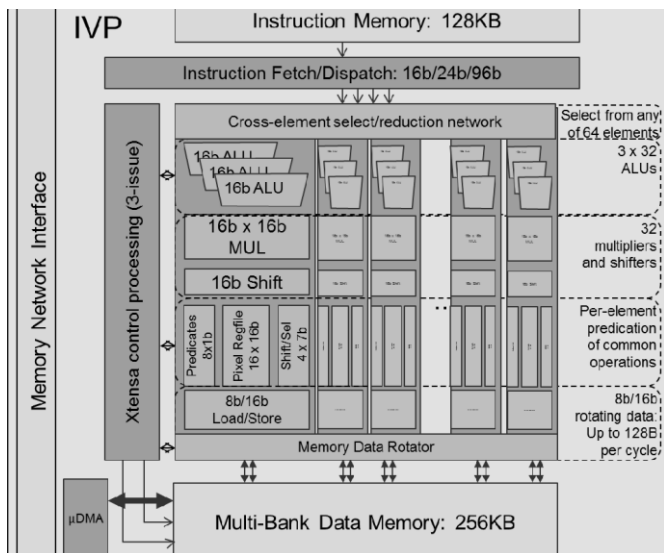 IVP
Instruction Memory: 128KB
Instruction Fetch/Dispatch: 16b/24b/96b
Memory Network Interface
Xtensa control processing (3-issue)
Cross-element select/reduction network
Select from any
of 64 elements
16b ALU
16b ALU
16b ALU
3 x 32
ALUs
16b x 16b
MUL
16b Shift
32
multipliers
and shifters
Predicates
8x1b
Pixel Regfile
16 x 16b
Shift/Sel
4 x 7b
Per-element
predication
of common
operations
8b/16b
Load/Store
8b/16b
rotating data:
Up to 128B
per cycle
Memory Data Rotator
µDMA
Multi-Bank Data Memory: 256KB